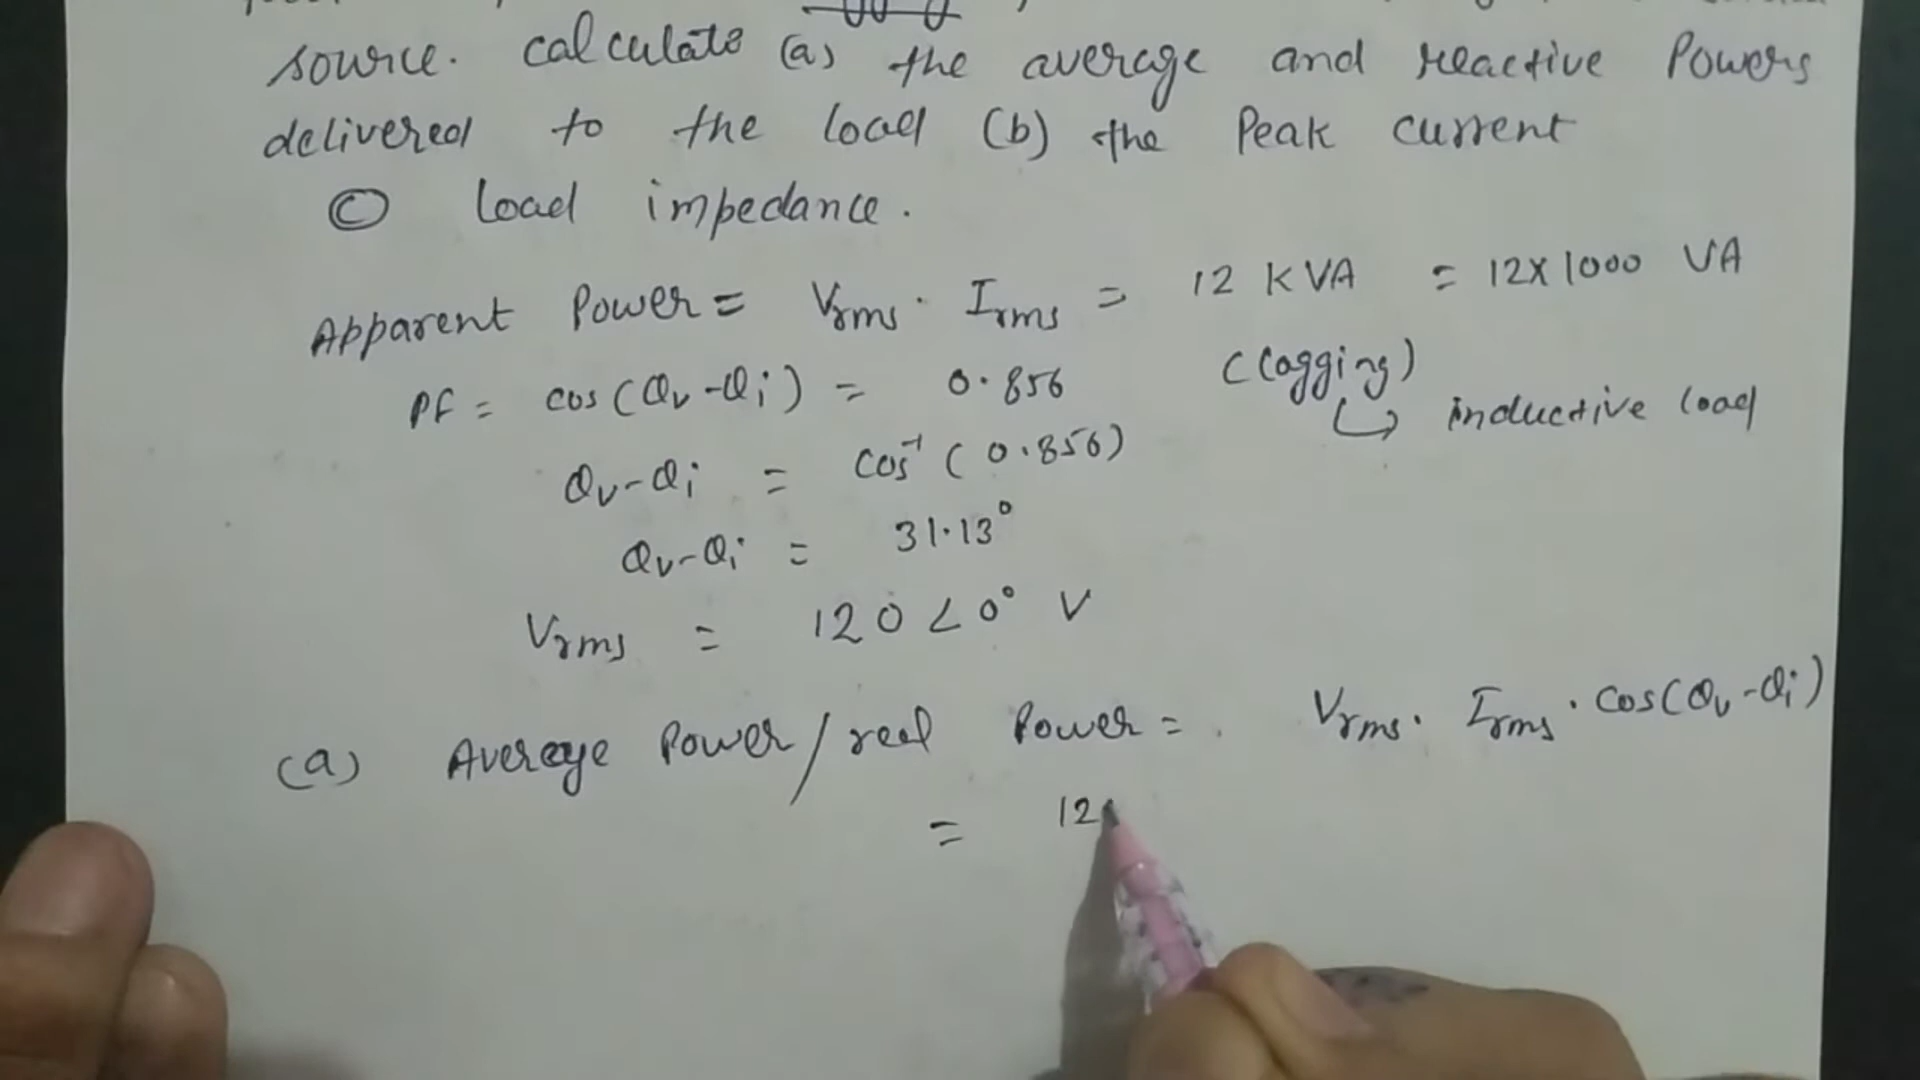 source. calculate (a) the average and reactive Powers
delivered to the load (b) the Peak current
© Load impedance.
Apparent Power = Vrms · Irms = 12 KVA = 12x1000 VA
PF = cos(θv-θi) = 0.856 (lagging)
↳ inductive load
θv-θi = cos⁻¹(0.856)
θv-θi = 31.13°
Vrms = 120∠0° V
(a) Average Power/real Power = Vrms · Irms · cos(θv-θi)
= 12